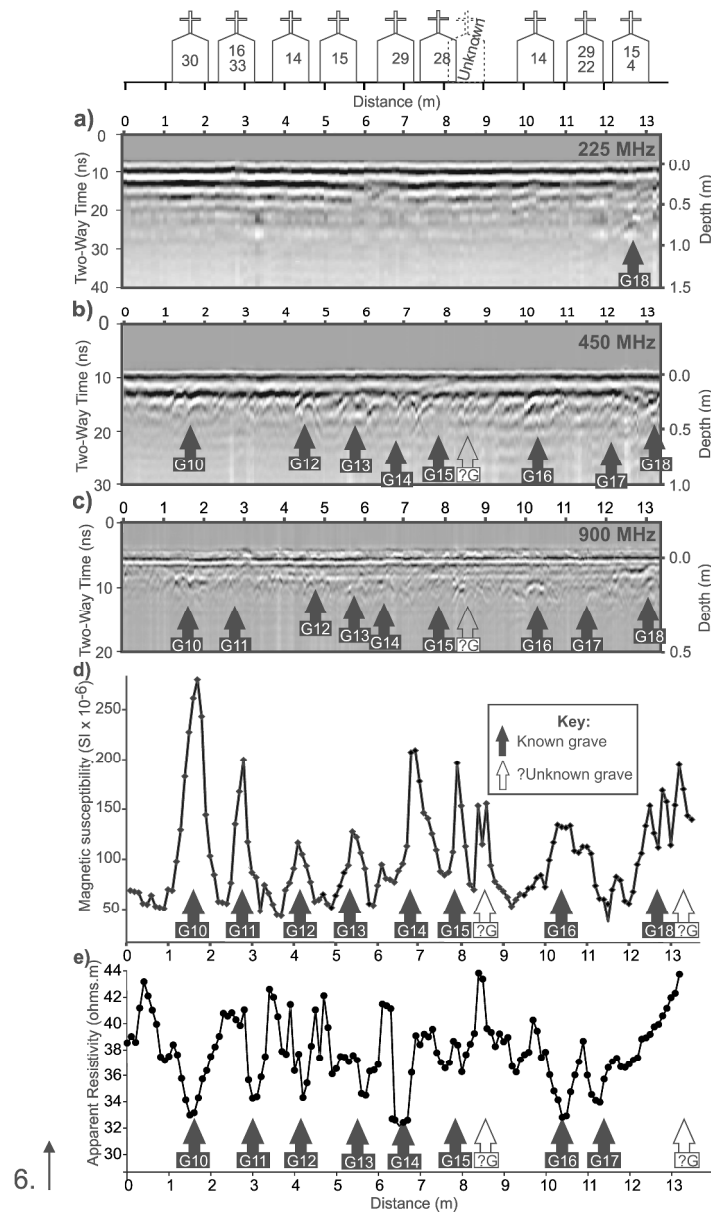 16 29 15
30 33 14 15 29 28 Unknown 14 22 4
Distance (m)
a) 0 1 2 3 4 5 6 7 8 9 10 11 12 13
Two-Way Time (ns)
0 10 20 30 40
225 MHz
0.0 0.5 1.0 1.5
Depth (m)
G18
b) 0 1 2 3 4 5 6 7 8 9 10 11 12 13
Two-Way Time (ns)
0 10 20 30
450 MHz
0.0 0.5 1.0
Depth (m)
G10 G12 G13 G14 G15 ?G G16 G17 G18
c) 0 1 2 3 4 5 6 7 8 9 10 11 12 13
Two-Way Time (ns)
0 10 20
900 MHz
0.0 0.5
Depth (m)
G10 G11 G12 G13 G14 G15 ?G G16 G17 G18
d)
Magnetic susceptibility (SI x 10-6)
250 200 150 100 50
Key:
Known grave
?Unknown grave
G10 G11 G12 G13 G14 G15 ?G G16 G18 ?G
0 1 2 3 4 5 6 7 8 9 10 11 12 13
e)
Apparent Resistivity (ohms.m)
44 42 40 38 36 34 32 30
G10 G11 G12 G13 G14 G15 ?G G16 G17 ?G
0 1 2 3 4 5 6 7 8 9 10 11 12 13
Distance (m)
6.